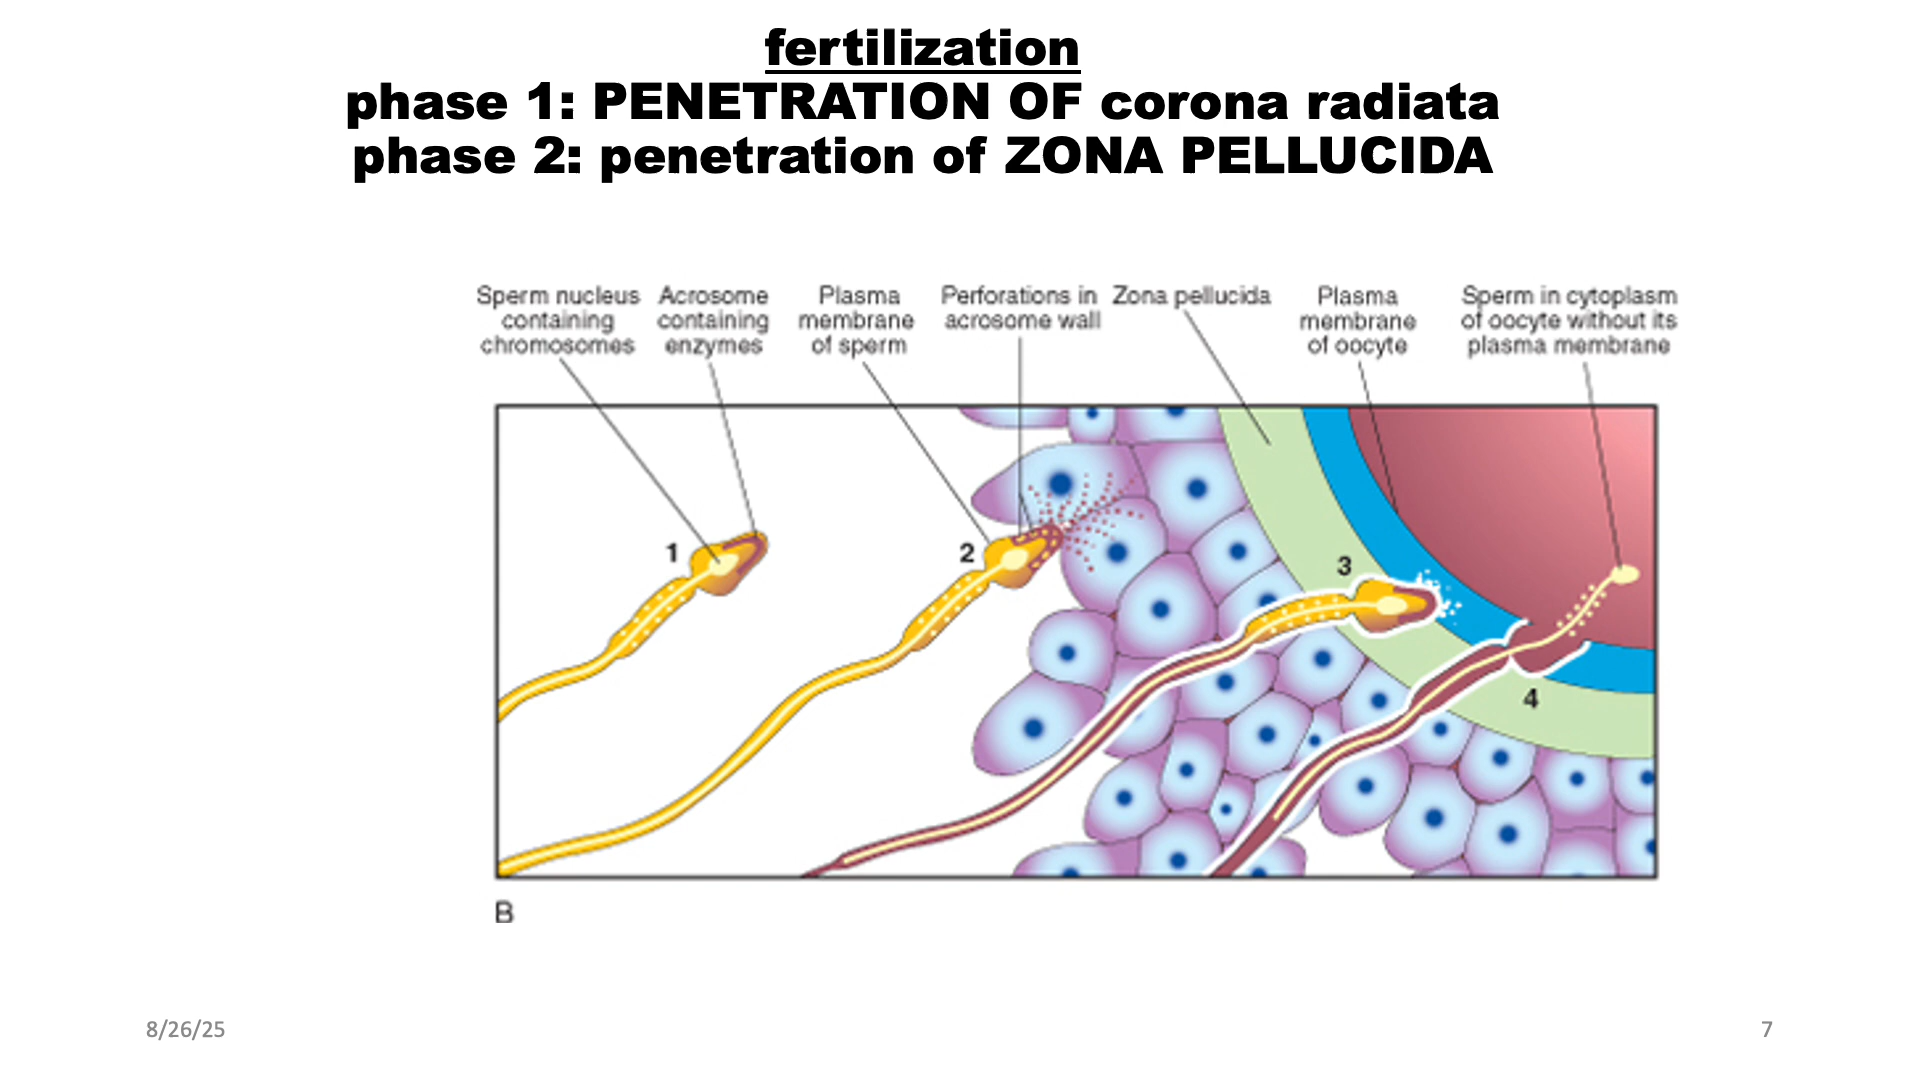 fertilization
phase 1: PENETRATION OF corona radiata
phase 2: penetration of ZONA PELLUCIDA
Sperm nucleus
containing
chromosomes
Acrosome
containing
enzymes
Plasma
membrane
of sperm
Perforations in
acrosome wall
Zona pellucida
Plasma
membrane
of oocyte
Sperm in cytoplasm
of oocyte without its
plasma membrane
1
2
3
4
B
8/26/25
7